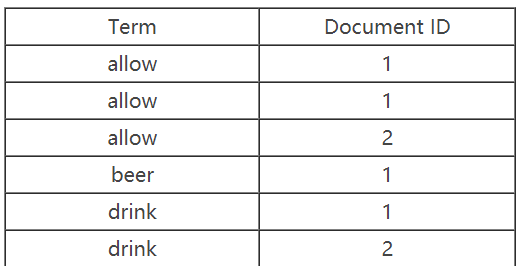 Term Document ID
allow 1
allow 1
allow 2
beer 1
drink 1
drink 2